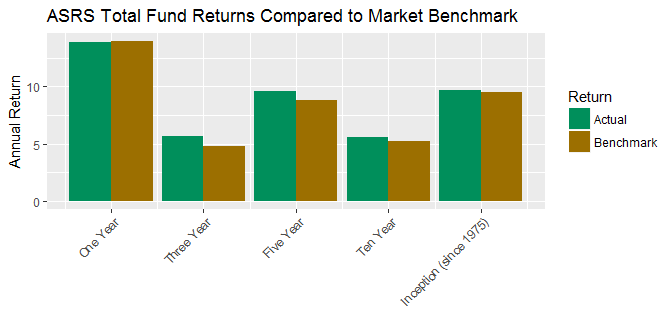 ASRS Total Fund Returns Compared to Market Benchmark
Annual Return
10
5
0
One Year
Three Year
Five Year
Ten Year
Inception (since 1975)
Return
Actual
Benchmark